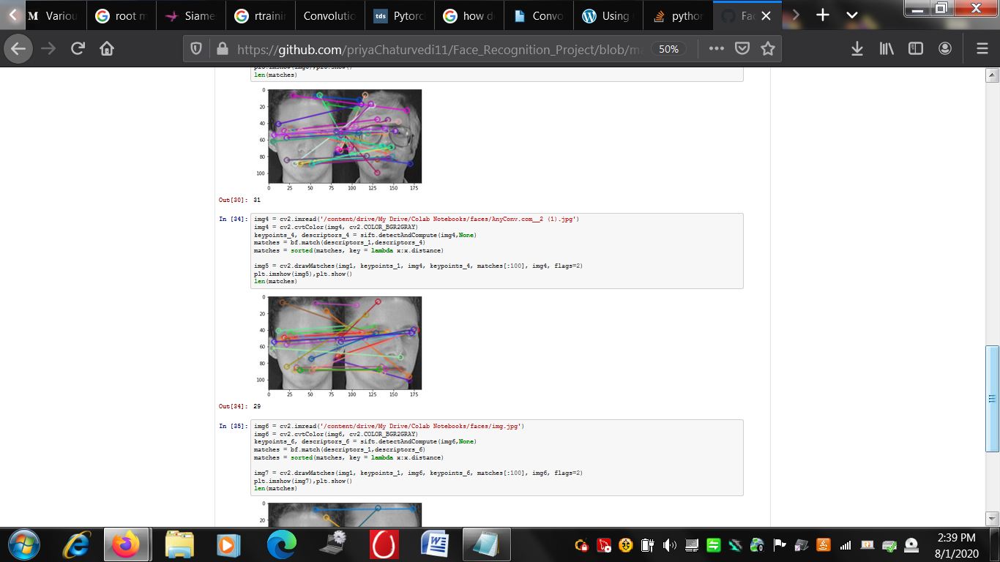 M Variou
root m
Siames
rtrainin
Convolutio
tds Pytorc
how do
Convo
Using
python
Fac
https://github.com/priyaChaturvedi11/Face_Recognition_Project/blob/m
50%
len(matches)
0
20
40
60
80
100
0 25 50 75 100 125 150 175
Out[30]: 31
In [34]: img4 = cv2.imread('/content/drive/My Drive/Colab Notebooks/faces/AnyConv.com__2 (1).jpg')
img4 = cv2.cvtColor(img4, cv2.COLOR_BGR2GRAY)
keypoints_4, descriptors_4 = sift.detectAndCompute(img4,None)
matches = bf.match(descriptors_1,descriptors_4)
matches = sorted(matches, key = lambda x:x.distance)
img5 = cv2.drawMatches(img1, keypoints_1, img4, keypoints_4, matches[:100], img4, flags=2)
plt.imshow(img5),plt.show()
len(matches)
0
20
40
60
80
100
0 25 50 75 100 125 150 175
Out[34]: 29
In [35]: img6 = cv2.imread('/content/drive/My Drive/Colab Notebooks/faces/img.jpg')
img6 = cv2.cvtColor(img6, cv2.COLOR_BGR2GRAY)
keypoints_6, descriptors_6 = sift.detectAndCompute(img6,None)
matches = bf.match(descriptors_1,descriptors_6)
matches = sorted(matches, key = lambda x:x.distance)
img7 = cv2.drawMatches(img1, keypoints_1, img6, keypoints_6, matches[:100], img6, flags=2)
plt.imshow(img7),plt.show()
len(matches)
0
20
2:39 PM
8/1/2020